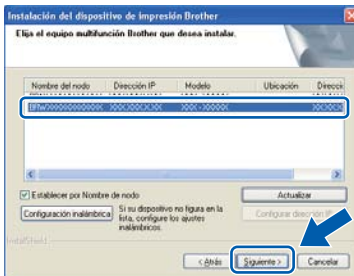 Instalación del dispositivo de impresión Brother
Elija el equipo multifunción Brother que desea instalar.
Nombre del nodo Dirección IP Modelo Ubicación Direcci
Establecer por Nombre de nodo
Actualizar
Configuración inalámbrica
Si su dispositivo no figura en la
lista, configure los ajustes
inalámbricos.
Configurar dirección IP
InstallShield
< Atrás
Siguiente >
Cancelar